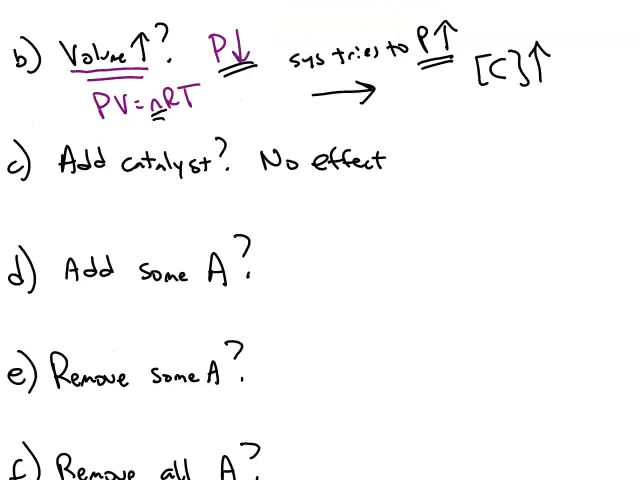 b) Volume ↑? P↓ sys tries to P↑ [C]↑
PV=nRT →
c) Add catalyst? No effect
d) Add some A?
e) Remove some A?
f) Remove all A?